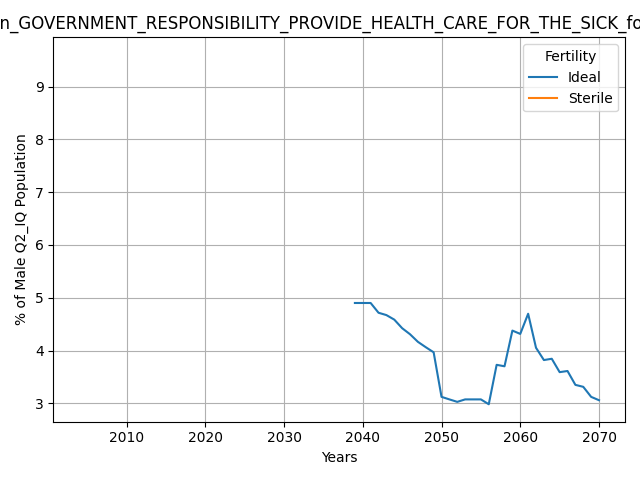 n_GOVERNMENT_RESPONSIBILITY_PROVIDE_HEALTH_CARE_FOR_THE_SICK_fo
Fertility
Ideal
Sterile
% of Male Q2_IQ Population
9
8
7
6
5
4
3
2010 2020 2030 2040 2050 2060 2070
Years